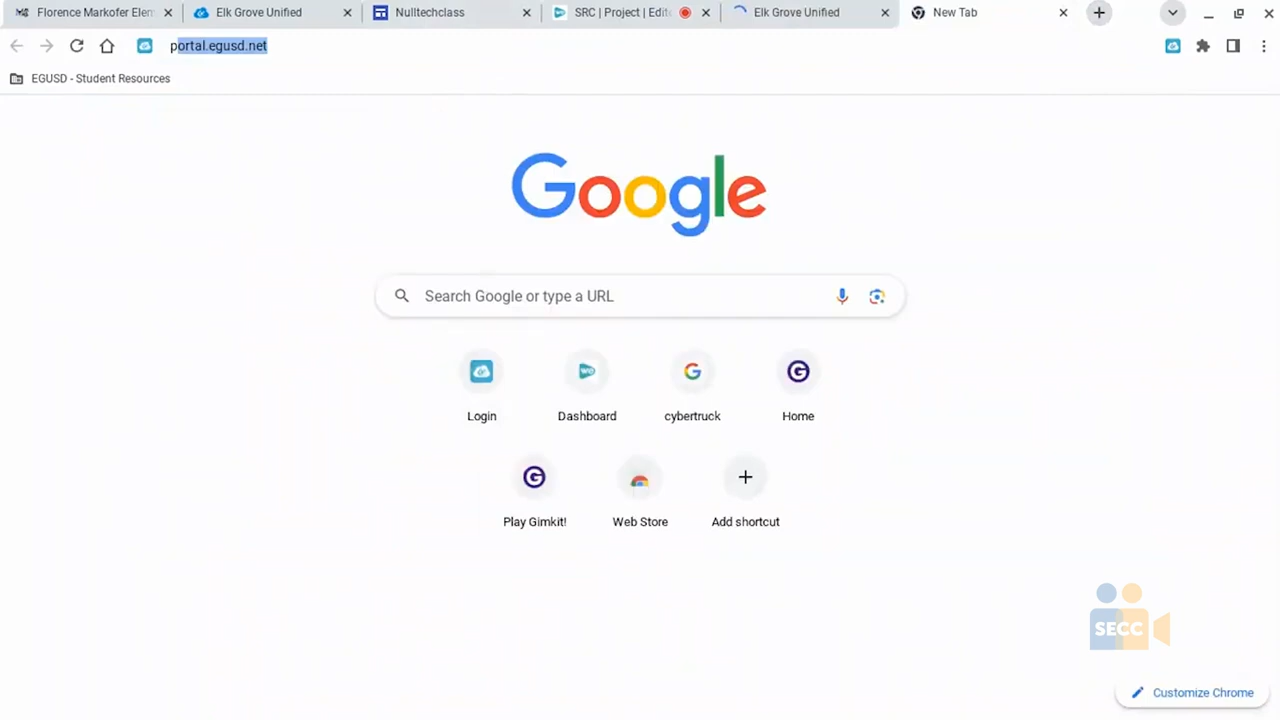 Florence Markofer Elem
Elk Grove Unified
Nulltechclass
SRC | Project | Edite
Elk Grove Unified
New Tab
portal.egusd.net
EGUSD - Student Resources
Google
Search Google or type a URL
Login
Dashboard
cybertruck
Home
Play Gimkit!
Web Store
Add shortcut
SECC
Customize Chrome